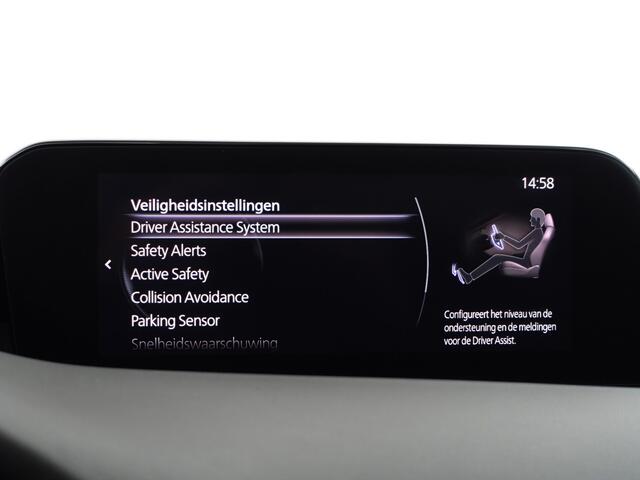 14:58
Veiligheidsinstellingen
Driver Assistance System
Safety Alerts
Active Safety
Collision Avoidance
Parking Sensor
Snelheidswaarschuwing
Configureert het niveau van de
ondersteuning en de meldingen
voor de Driver Assist.